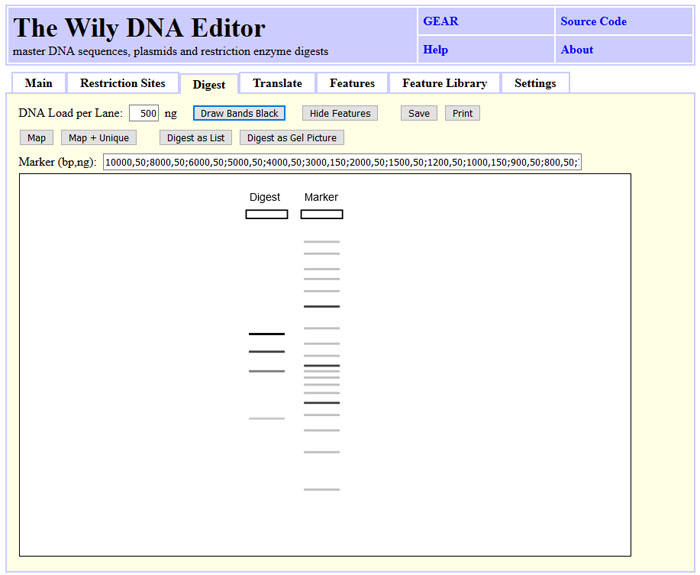 The Wily DNA Editor
master DNA sequences, plasmids and restriction enzyme digests
GEAR
Source Code
Help
About
Main
Restriction Sites
Digest
Translate
Features
Feature Library
Settings
DNA Load per Lane: 500 ng
Draw Bands Black
Hide Features
Save
Print
Map
Map + Unique
Digest as List
Digest as Gel Picture
Marker (bp,ng): 10000,50;8000,50;6000,50;5000,50;4000,50;3000,150;2000,50;1500,50;1200,50;1000,150;900,50;800,50;
Digest
Marker